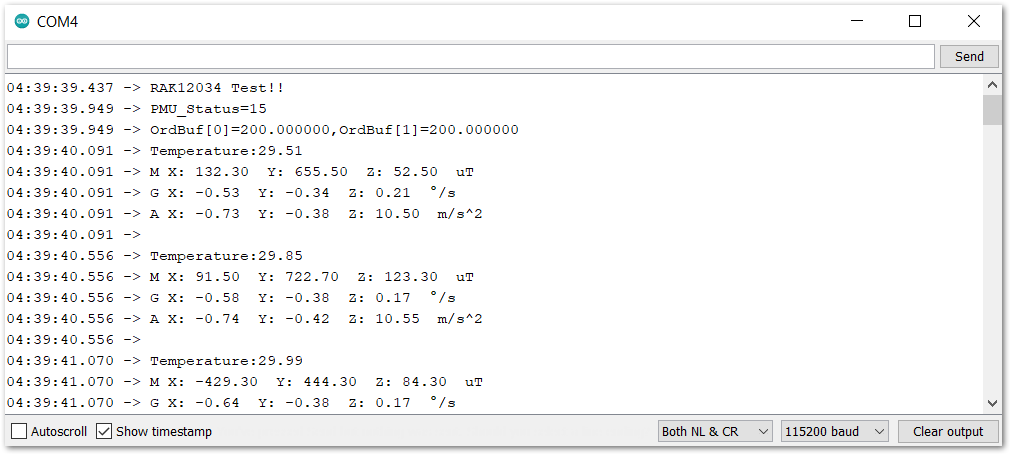 COM4
Send
04:39:39.437 -> RAK12034 Test!!
04:39:39.949 -> PMU_Status=15
04:39:39.949 -> OrdBuf[0]=200.000000,OrdBuf[1]=200.000000
04:39:40.091 -> Temperature:29.51
04:39:40.091 -> M X: 132.30  Y: 655.50  Z: 52.50  uT
04:39:40.091 -> G X: -0.53  Y: -0.34  Z: 0.21  °/s
04:39:40.091 -> A X: -0.73  Y: -0.38  Z: 10.50  m/s^2
04:39:40.091 ->
04:39:40.556 -> Temperature:29.85
04:39:40.556 -> M X: 91.50  Y: 722.70  Z: 123.30  uT
04:39:40.556 -> G X: -0.58  Y: -0.38  Z: 0.17  °/s
04:39:40.556 -> A X: -0.74  Y: -0.42  Z: 10.55  m/s^2
04:39:40.556 ->
04:39:41.070 -> Temperature:29.99
04:39:41.070 -> M X: -429.30  Y: 444.30  Z: 84.30  uT
04:39:41.070 -> G X: -0.64  Y: -0.38  Z: 0.17  °/s
Autoscroll Show timestamp Both NL & CR 115200 baud Clear output